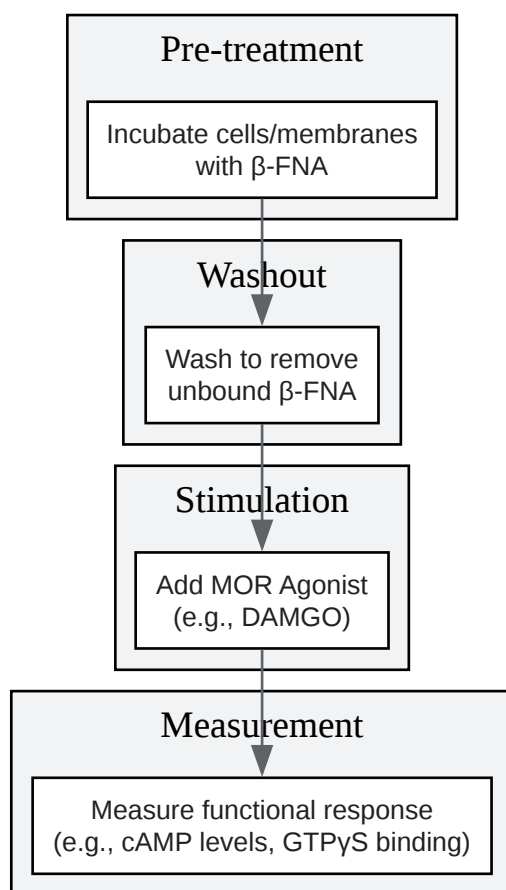 Pre-treatment
Incubate cells/membranes
with β-FNA
Washout
Wash to remove
unbound β-FNA
Stimulation
Add MOR Agonist
(e.g., DAMGO)
Measurement
Measure functional response
(e.g., cAMP levels, GTPγS binding)